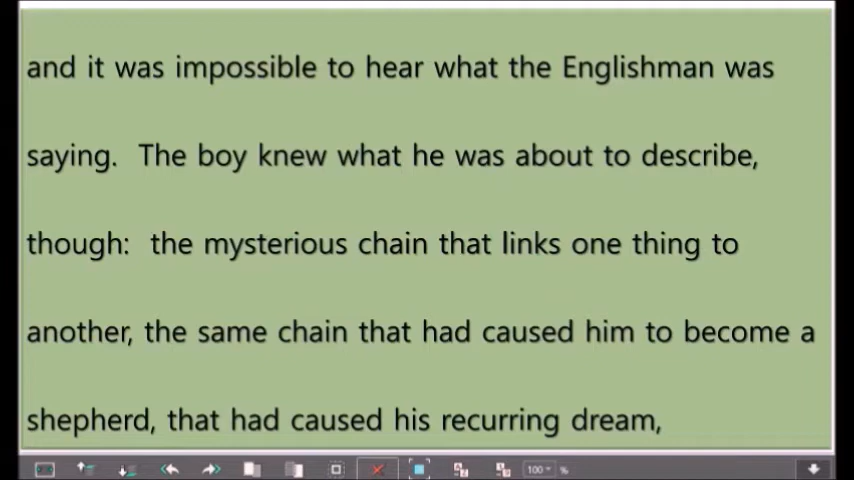 and it was impossible to hear what the Englishman was
saying. The boy knew what he was about to describe,
though: the mysterious chain that links one thing to
another, the same chain that had caused him to become a
shepherd, that had caused his recurring dream,
100 %